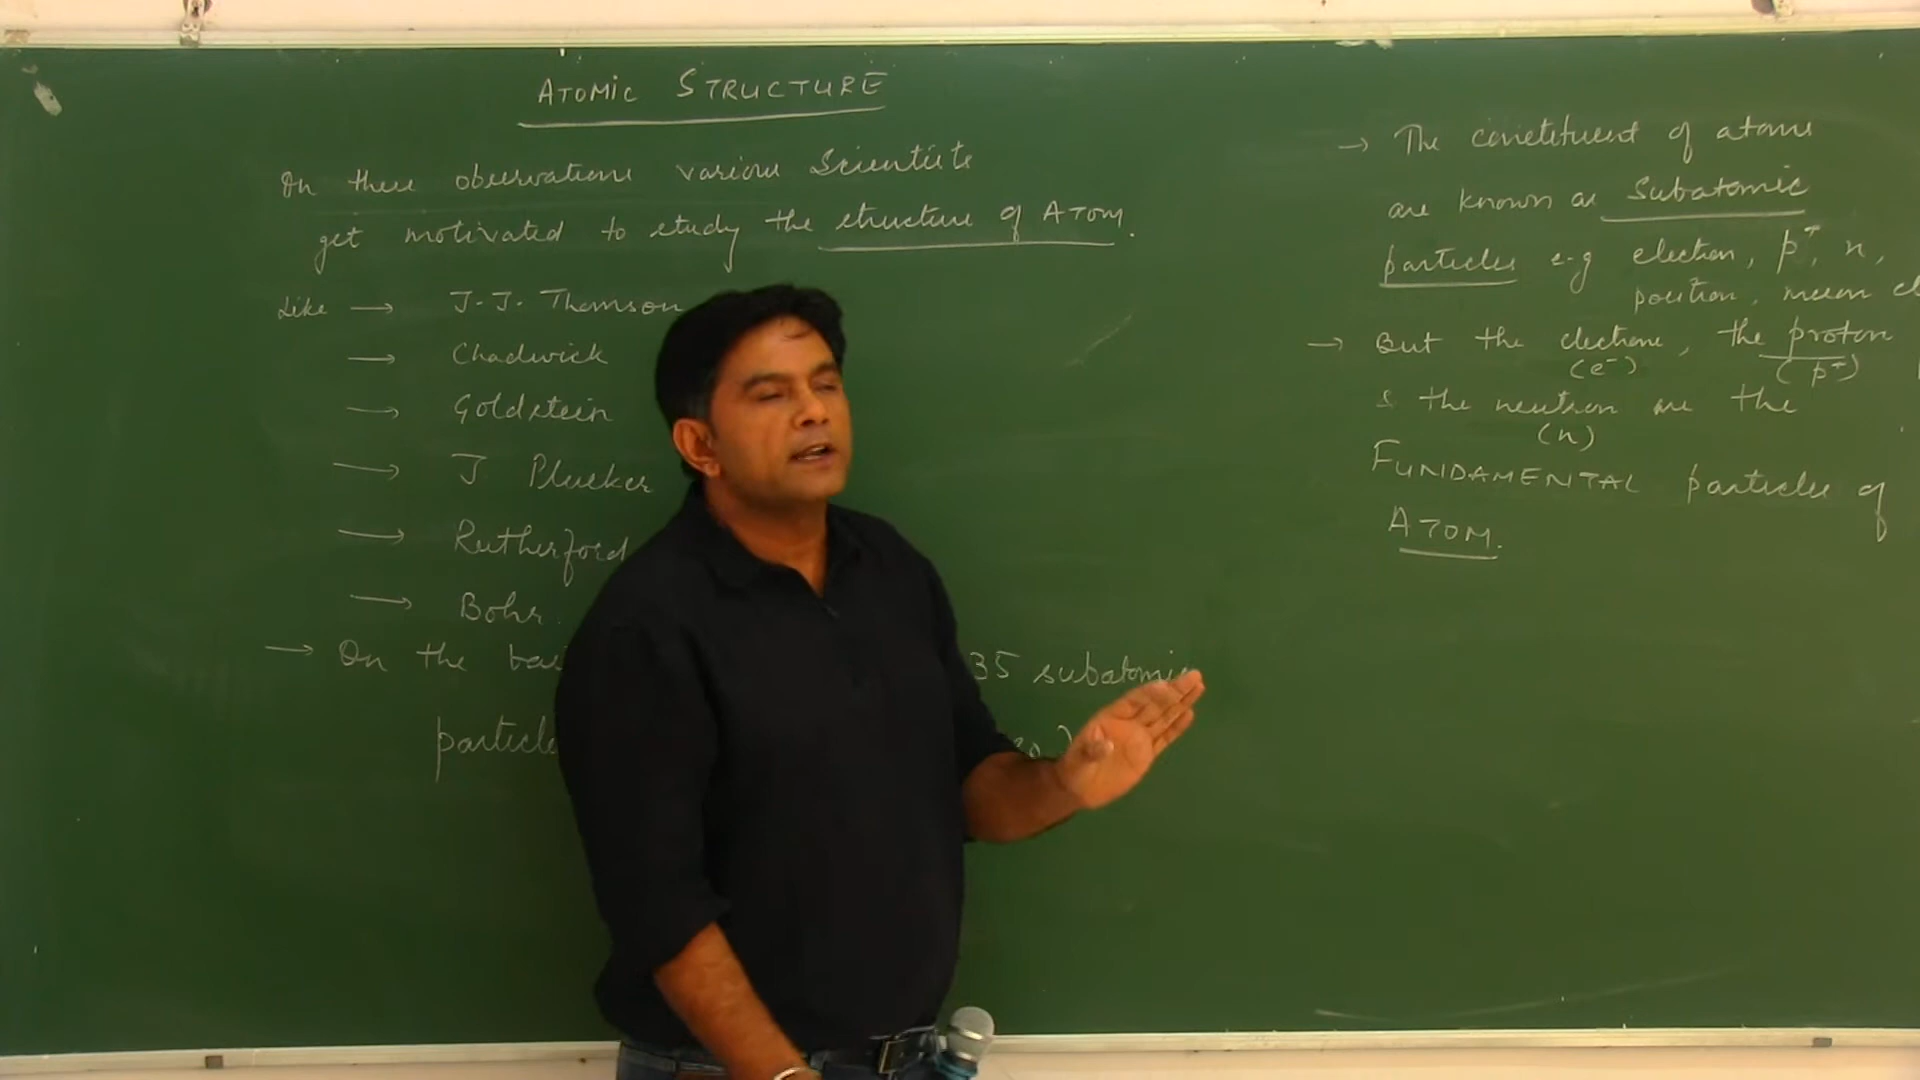 ATOMIC STRUCTURE
On these observations various Scientists
get motivated to study the structure of ATOM.
Like → J.J. Thomson
→ Chadwick
→ Goldstein
→ J Plucker
→ Rutherford
→ Bohr.
→ On the 35 subatomic
particle
→ The constituent of atoms
are known as Subatomic
particles e.g electron, p+, n,
positron, meson
→ But the electrons, the proton
(e-) (p+)
& the neutron are the
(n)
FUNDAMENTAL particles of
ATOM.